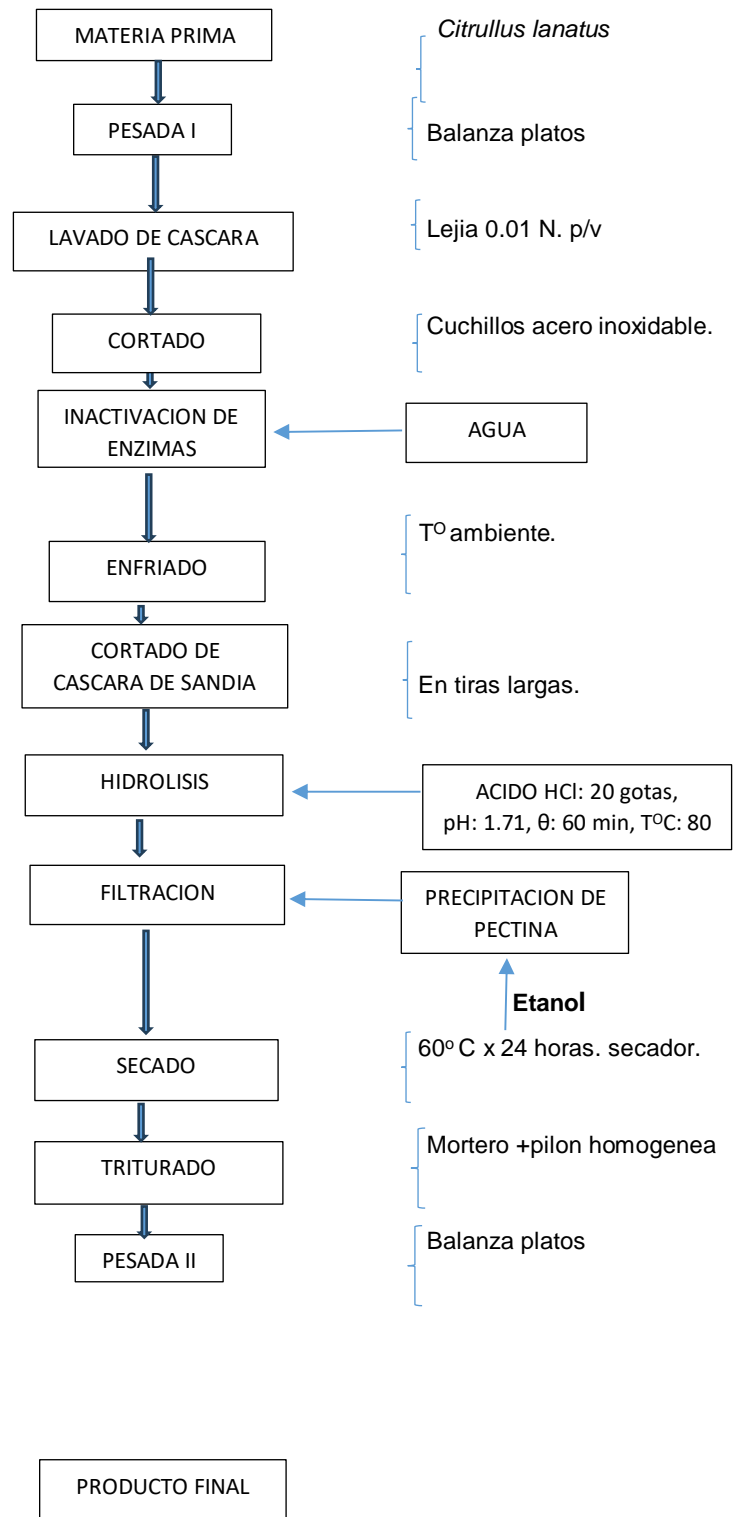 MATERIA PRIMA
Citrullus lanatus
PESADA I
Balanza platos
LAVADO DE CASCARA
Lejia 0.01 N. p/v
CORTADO
Cuchillos acero inoxidable.
INACTIVACION DE
ENZIMAS
AGUA
ENFRIADO
Tº ambiente.
CORTADO DE
CASCARA DE SANDIA
En tiras largas.
HIDROLISIS
ACIDO HCl: 20 gotas,
pH: 1.71, θ: 60 min, TºC: 80
FILTRACION
PRECIPITACION DE
PECTINA
Etanol
SECADO
60º C x 24 horas. secador.
TRITURADO
Mortero +pilon homogenea
PESADA II
Balanza platos
PRODUCTO FINAL